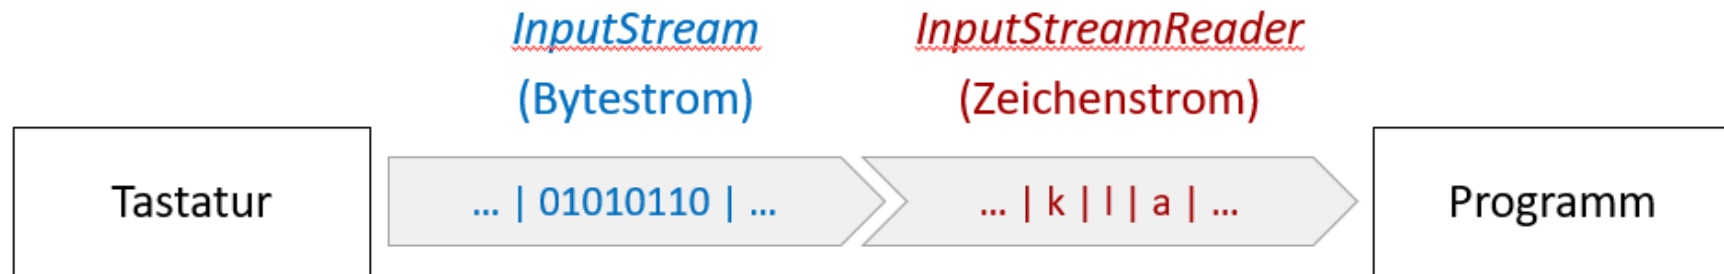 InputStream
(Bytestrom)
InputStreamReader
(Zeichenstrom)
Tastatur
... | 01010110 | ...
... | k | l | a | ...
Programm